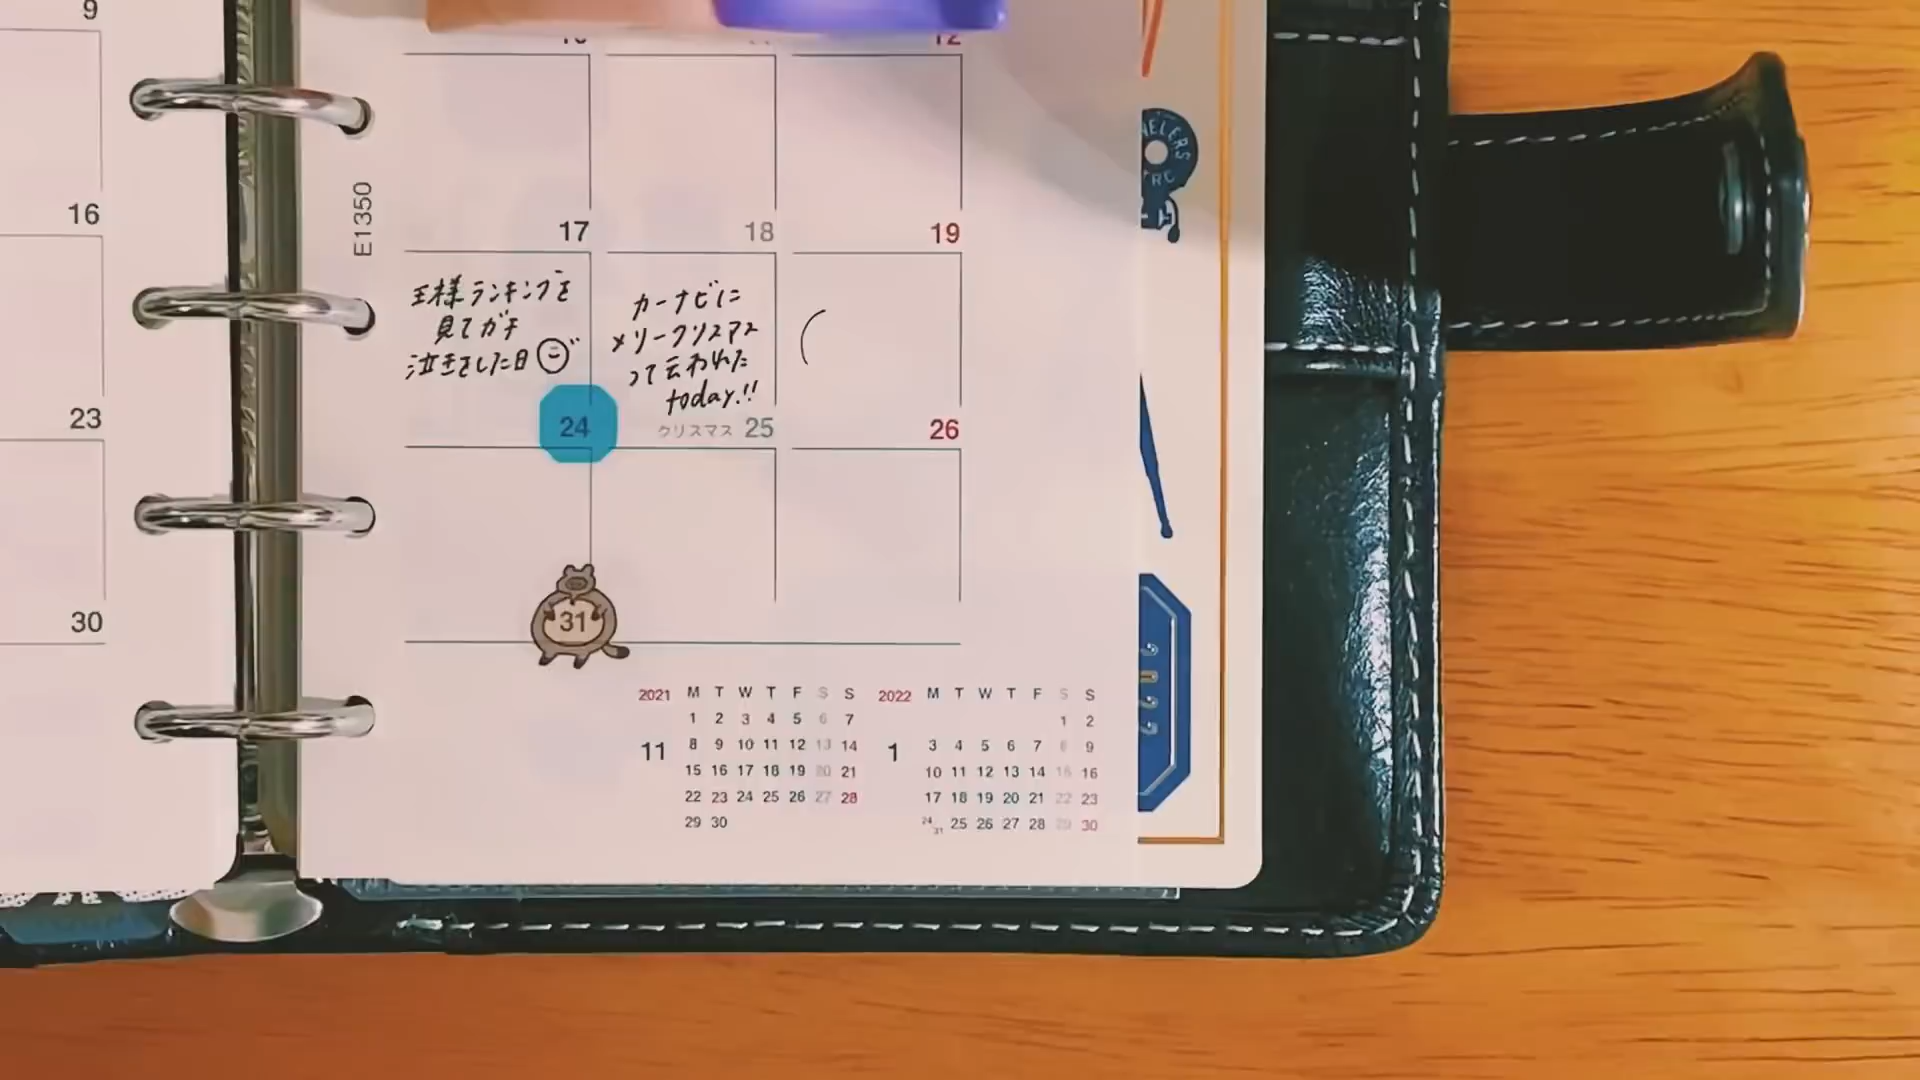 9
12
16
E1350
17
18
19
王様ランキングを
見てガチ
泣きをした日
カーナビに
メリークリスマス
って云われた
today!!
23
24
クリスマス 25
26
30
31
2021 M T W T F S S
1 2 3 4 5 6 7
11
8 9 10 11 12 13 14
15 16 17 18 19 20 21
22 23 24 25 26 27 28
29 30
2022 M T W T F S S
1 2
1
3 4 5 6 7 8 9
10 11 12 13 14 15 16
17 18 19 20 21 22 23
24 31 25 26 27 28 29 30